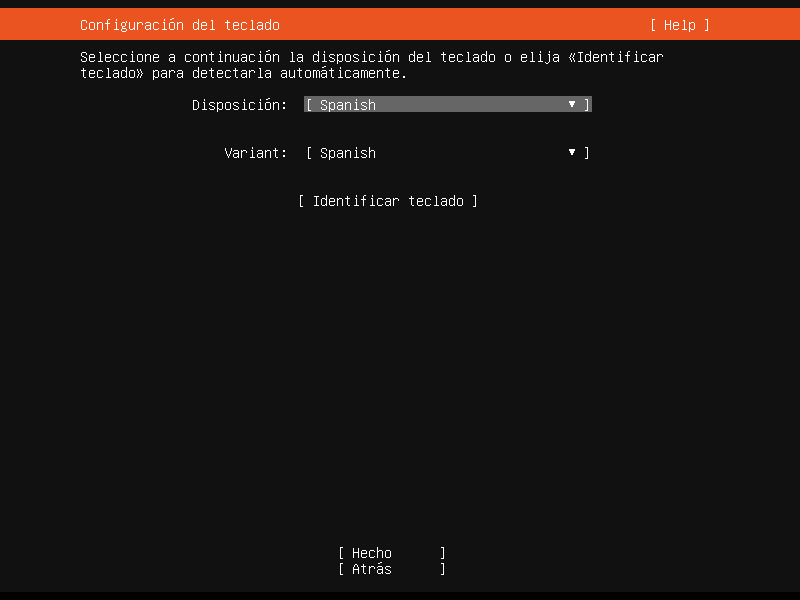 Configuración del teclado [ Help ]
Seleccione a continuación la disposición del teclado o elija «Identificar
teclado» para detectarla automáticamente.
Disposición: [ Spanish ▾ ]
Variant: [ Spanish ▾ ]
[ Identificar teclado ]
[ Hecho ]
[ Atrás ]